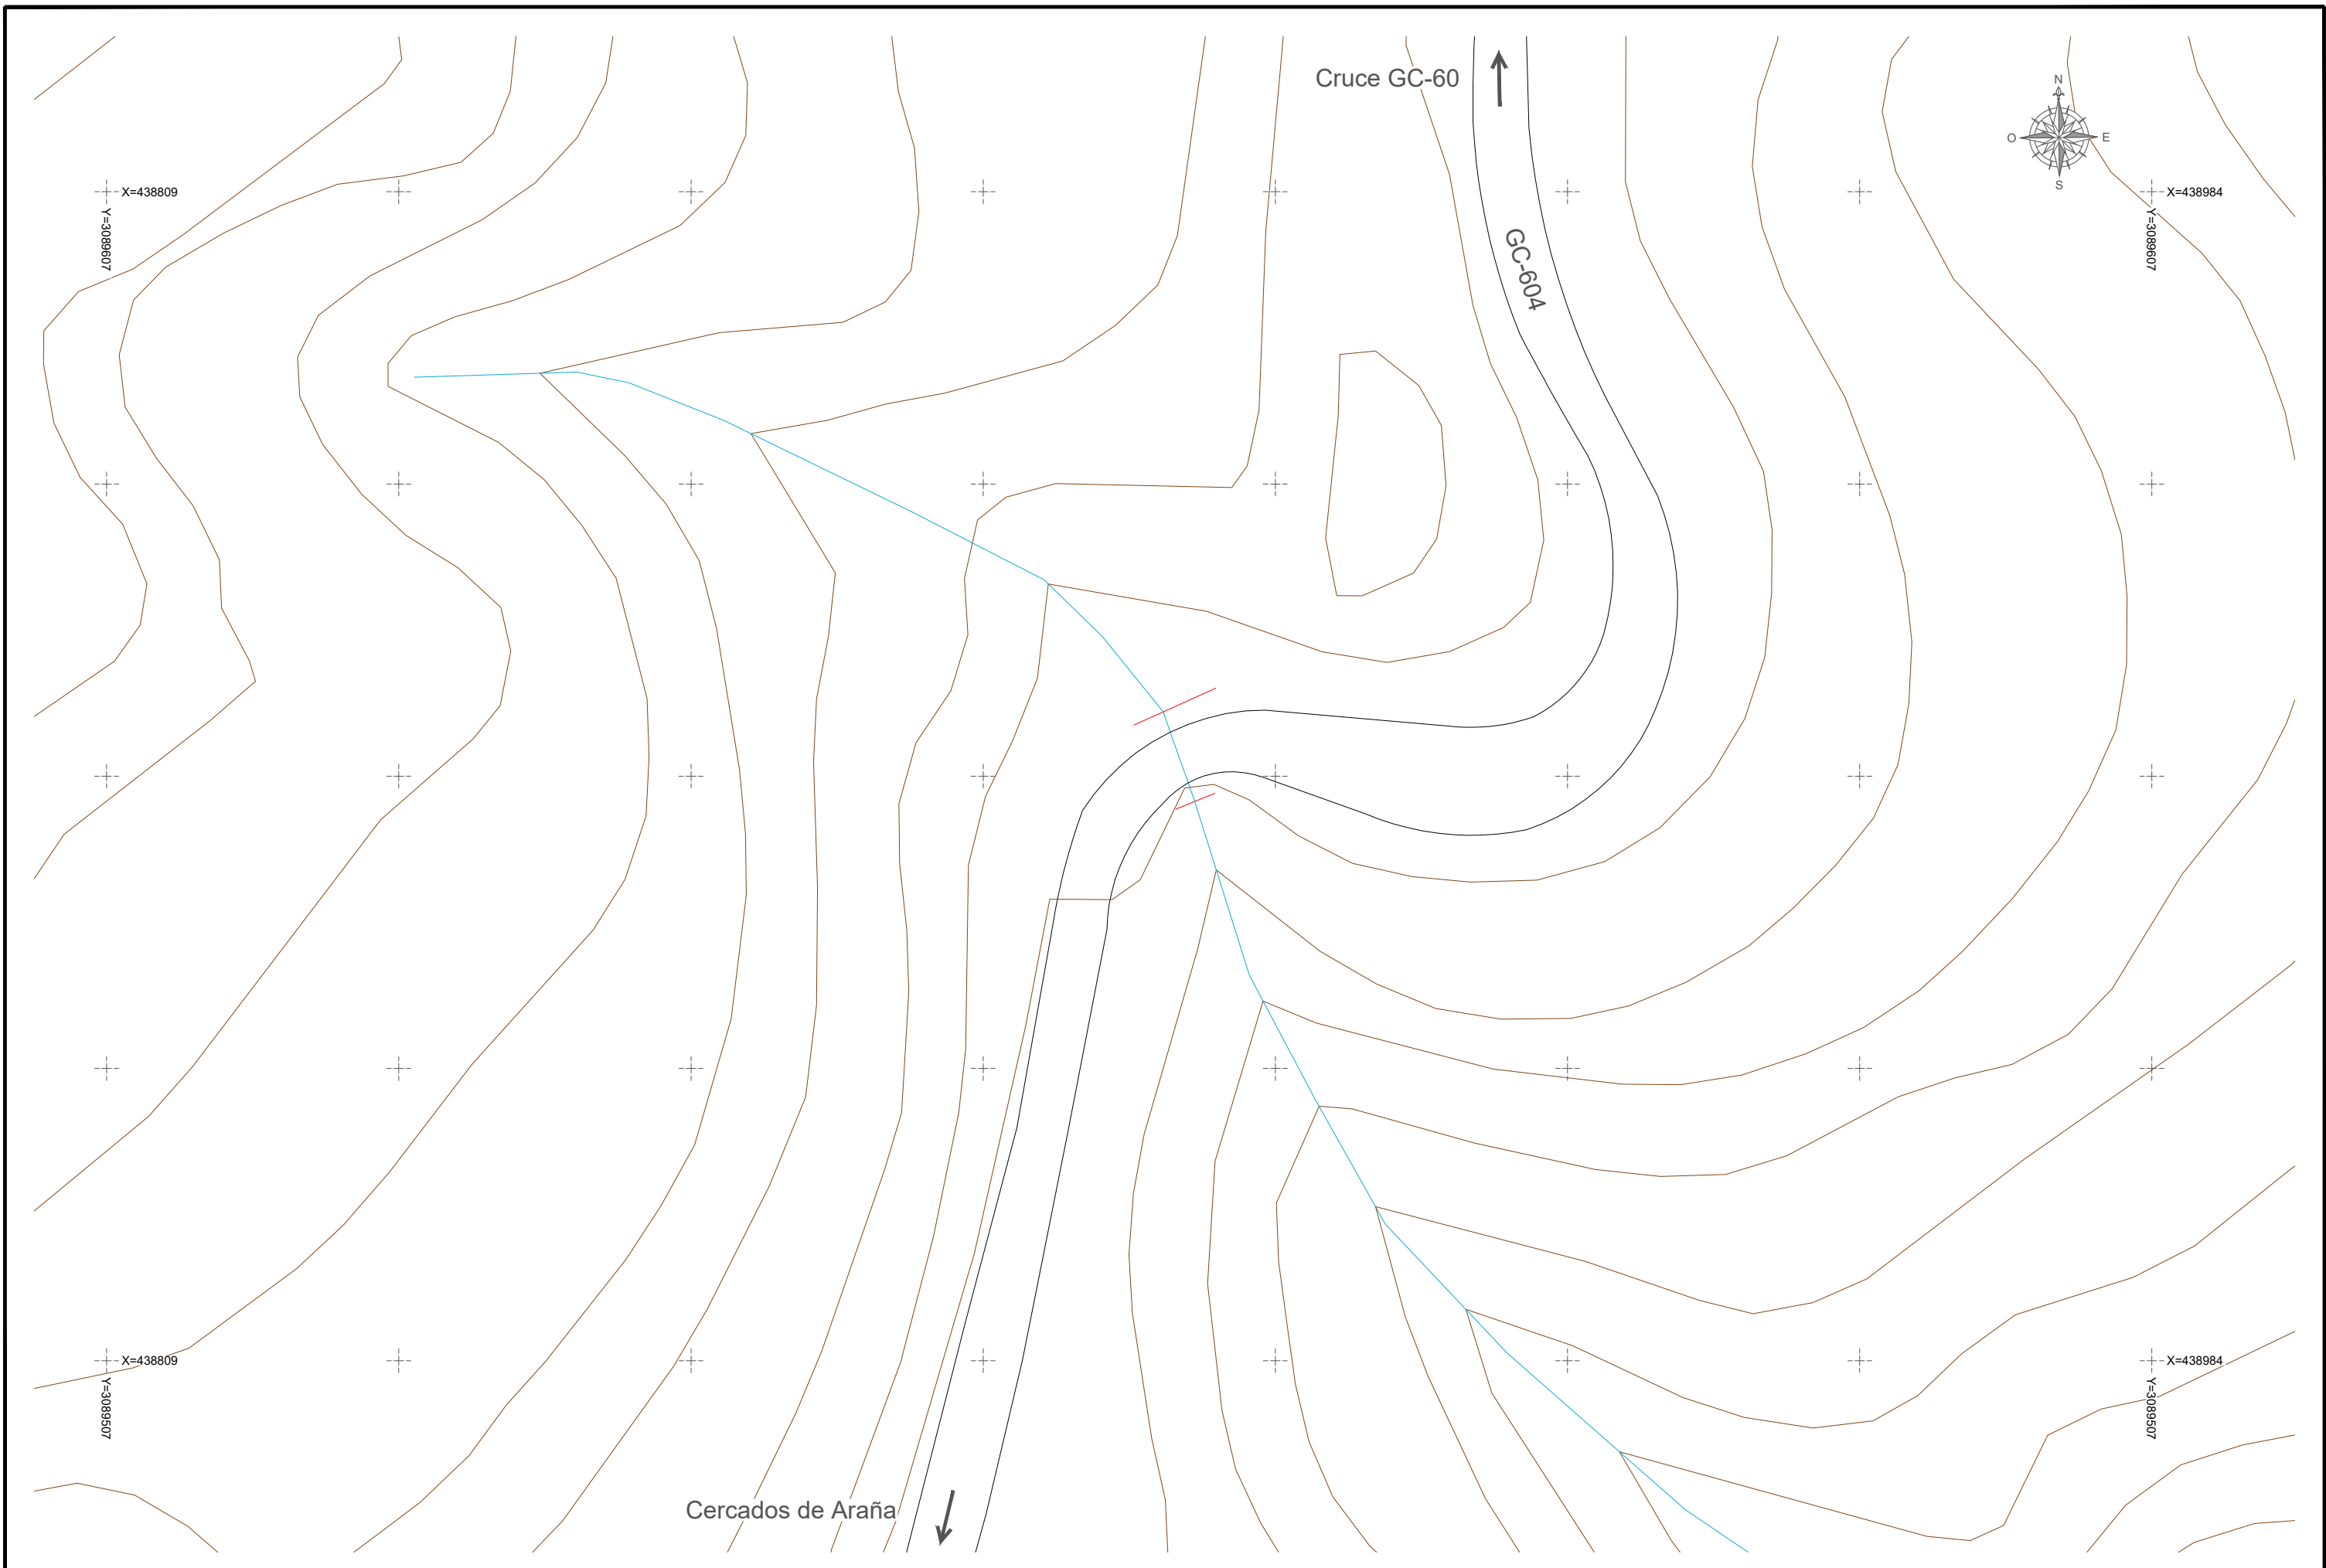 Cruce GC-60
N
O
E
S
X=438809
Y=3089607
X=438984
Y=3089607
GC-604
X=438809
Y=3089507
X=438984
Y=3089507
Cercados de Araña